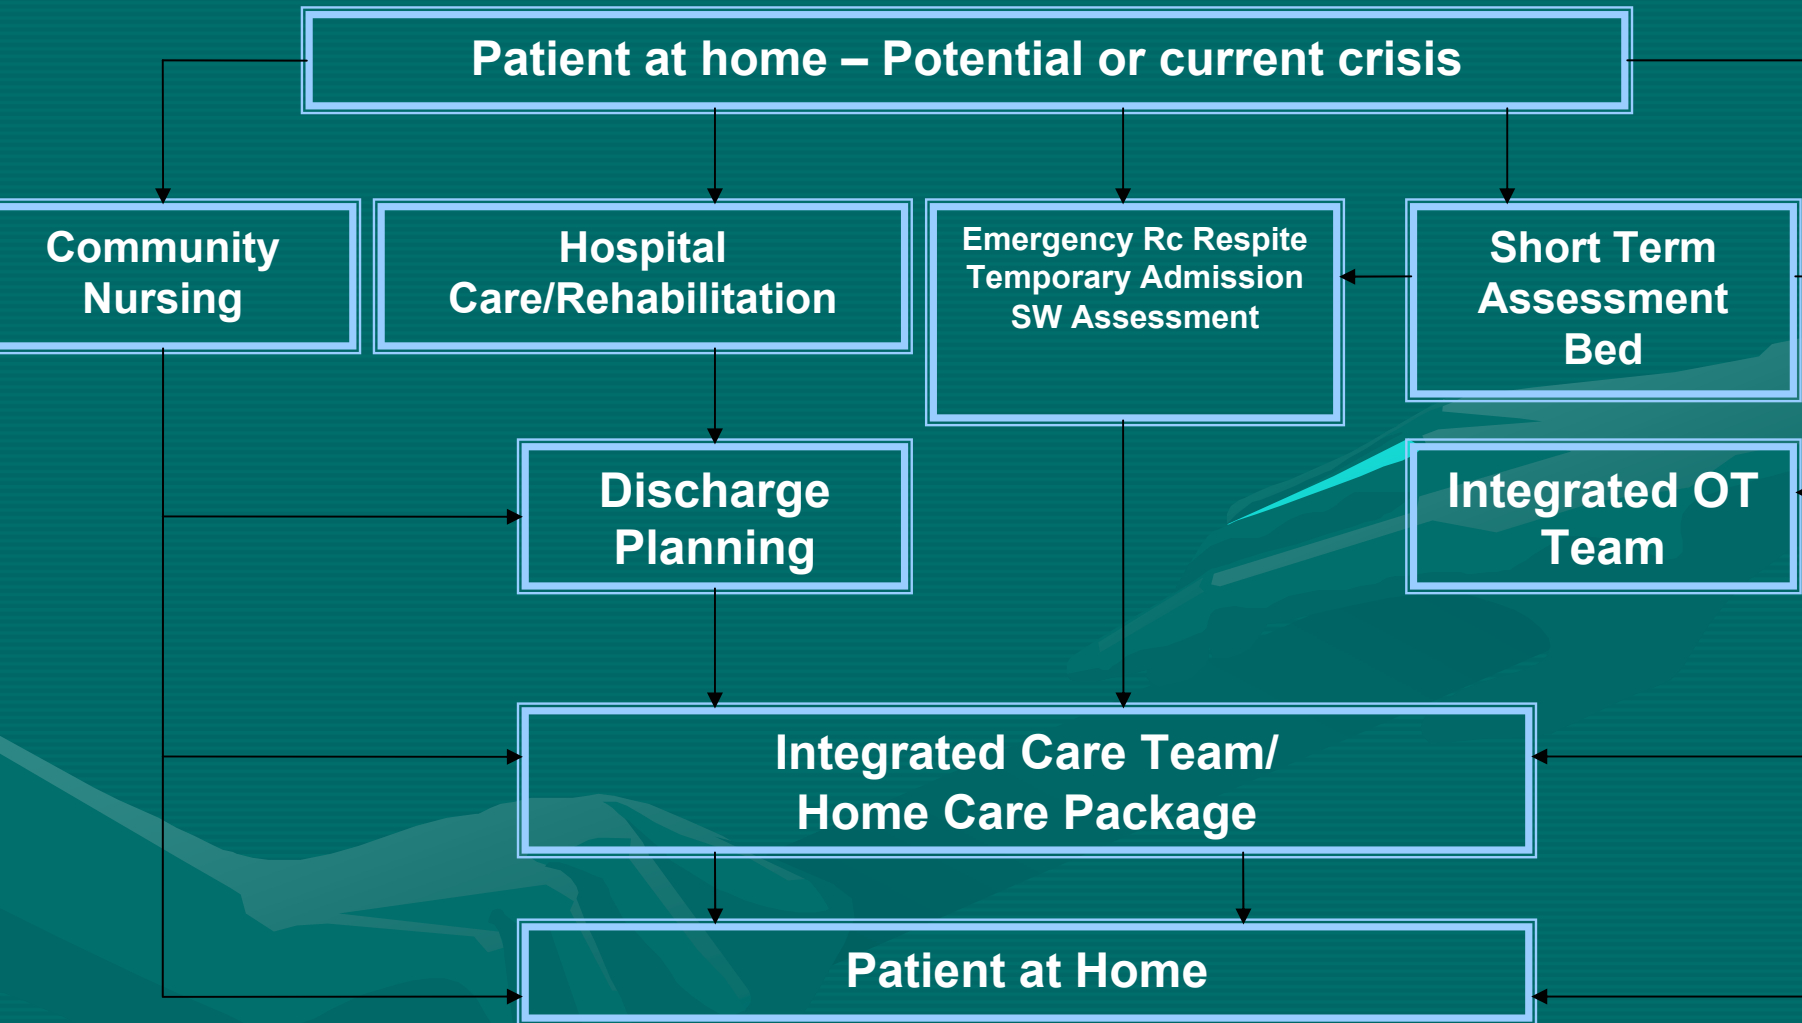 Patient at home – Potential or current crisis
Community
Nursing
Hospital
Care/Rehabilitation
Emergency Rc Respite
Temporary Admission
SW Assessment
Short Term
Assessment
Bed
Discharge
Planning
Integrated OT
Team
Integrated Care Team/
Home Care Package
Patient at Home